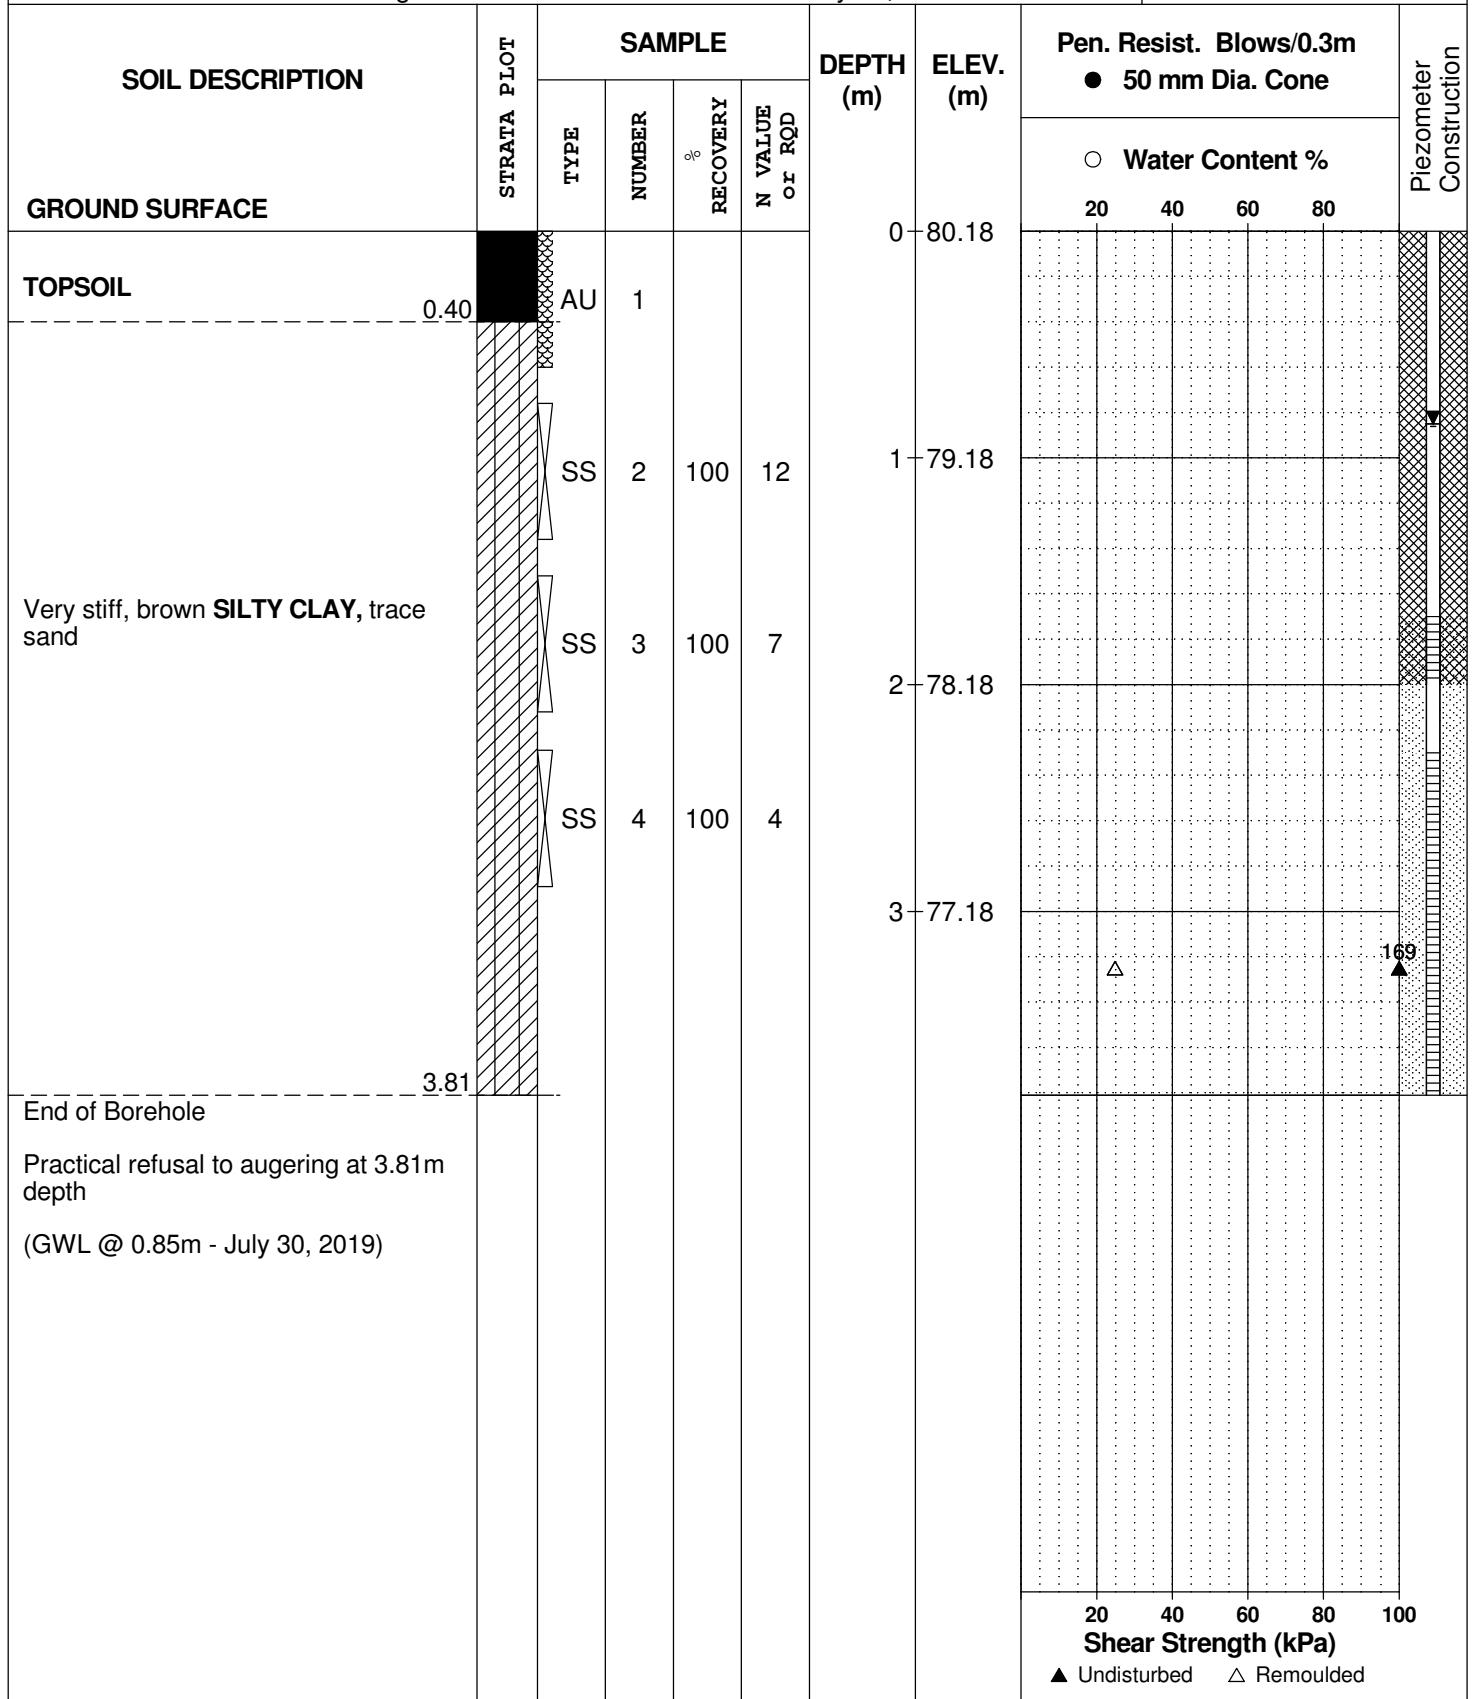 SOIL DESCRIPTION
GROUND SURFACE
STRATA PLOT
SAMPLE
TYPE
NUMBER
%
RECOVERY
N VALUE
or RQD
DEPTH
(m)
ELEV.
(m)
Pen. Resist. Blows/0.3m
● 50 mm Dia. Cone
○ Water Content %
20 40 60 80
Piezometer
Construction
0 80.18
TOPSOIL
0.40
AU 1
SS 2 100 12
1 79.18
Very stiff, brown SILTY CLAY, trace
sand
SS 3 100 7
2 78.18
SS 4 100 4
3 77.18
169
3.81
End of Borehole
Practical refusal to augering at 3.81m
depth
(GWL @ 0.85m - July 30, 2019)
20 40 60 80 100
Shear Strength (kPa)
▲ Undisturbed △ Remoulded